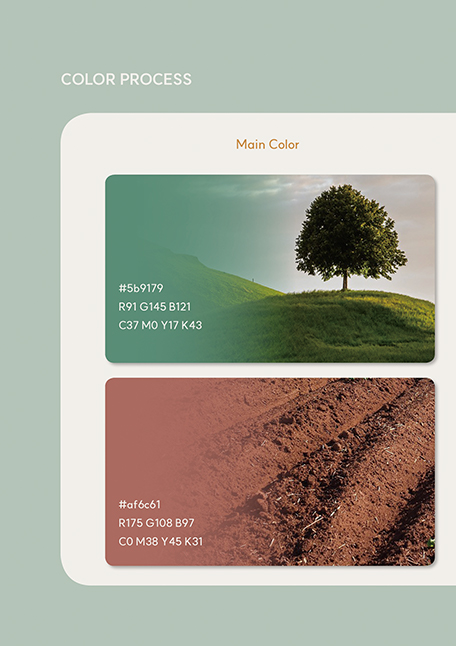 COLOR PROCESS
Main Color
#5b9179
R91 G145 B121
C37 M0 Y17 K43
#af6c61
R175 G108 B97
C0 M38 Y45 K31